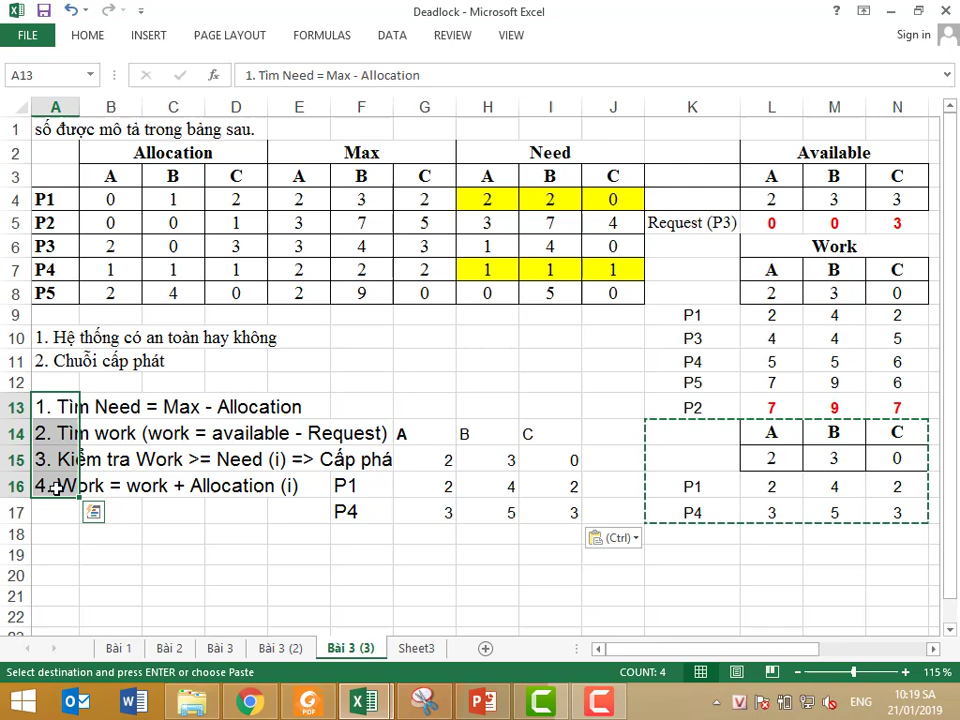 Deadlock - Microsoft Excel
Sign in
FILE HOME INSERT PAGE LAYOUT FORMULAS DATA REVIEW VIEW
A13 fx 1. Tìm Need = Max - Allocation
A B C D E F G H I J K L M N
1 số được mô tả trong bảng sau.
2 Allocation Max Need Available
3 A B C A B C A B C A B C
4 P1 0 1 2 2 3 2 2 2 0 2 3 3
5 P2 0 0 1 3 7 5 3 7 4 Request (P3) 0 0 3
6 P3 2 0 3 3 4 3 1 4 0 Work
7 P4 1 1 1 2 2 2 1 1 1 A B C
8 P5 2 4 0 2 9 0 0 5 0 2 3 0
9 P1 2 4 2
10 1. Hệ thống có an toàn hay không P3 4 4 5
11 2. Chuỗi cấp phát P4 5 5 6
12 P5 7 9 6
13 1. Tìm Need = Max - Allocation P2 7 9 7
14 2. Tìm work (work = available - Request) A B C A B C
15 3. Kiểm tra Work >= Need (i) => Cấp phá 2 3 0 2 3 0
16 4. Work = work + Allocation (i) P1 2 4 2 P1 2 4 2
17 P4 3 5 3 P4 3 5 3
18 (Ctrl)
19
20
21
22
23
Bài 1 Bài 2 Bài 3 Bài 3 (2) Bài 3 (3) Sheet3
Select destination and press ENTER or choose Paste COUNT: 4 115 %
ENG 10:19 SA
21/01/2019